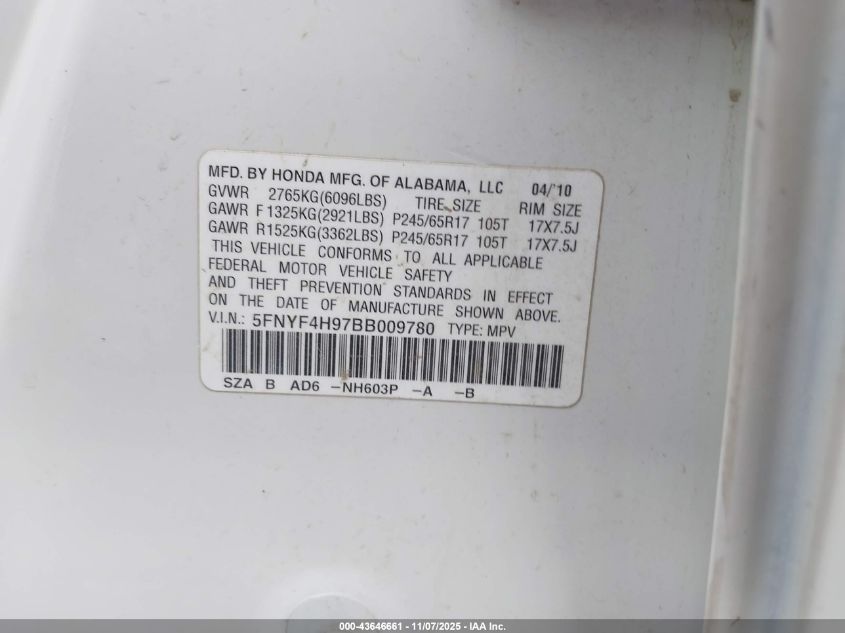 MFD. BY HONDA MFG. OF ALABAMA, LLC 04/'10
GVWR 2765KG(6096LBS) TIRE SIZE RIM SIZE
GAWR F1325KG(2921LBS) P245/65R17 105T 17X7.5J
GAWR R1525KG(3362LBS) P245/65R17 105T 17X7.5J
THIS VEHICLE CONFORMS TO ALL APPLICABLE
FEDERAL MOTOR VEHICLE SAFETY
AND THEFT PREVENTION STANDARDS IN EFFECT
ON THE DATE OF MANUFACTURE SHOWN ABOVE.
V.I.N.: 5FNYF4H97BB009780 TYPE: MPV
SZA B AD6 -NH603P -A -B
000-43646661 - 11/07/2025 - IAA Inc.